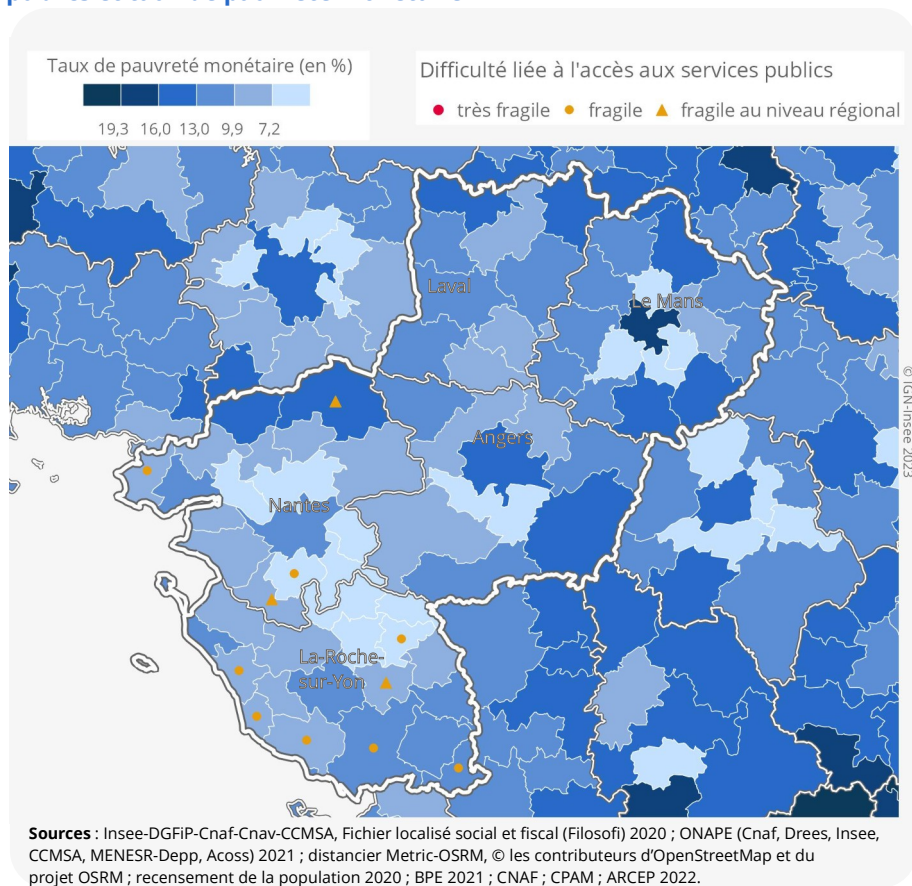 Taux de pauvreté monétaire (en %)
19,3 16,0 13,0 9,9 7,2
Difficulté liée à l'accès aux services publics
très fragile fragile fragile au niveau régional
Laval
Le Mans
Angers
Nantes
La-Roche-
sur-Yon
© IGN-Insee 2023
Sources : Insee-DGFiP-Cnaf-Cnav-CCMSA, Fichier localisé social et fiscal (Filosofi) 2020 ; ONAPE (Cnaf, Drees, Insee,
CCMSA, MENESR-Depp, Acoss) 2021 ; distancier Metric-OSRM, © les contributeurs d'OpenStreetMap et du
projet OSRM ; recensement de la population 2020 ; BPE 2021 ; CNAF ; CPAM ; ARCEP 2022.